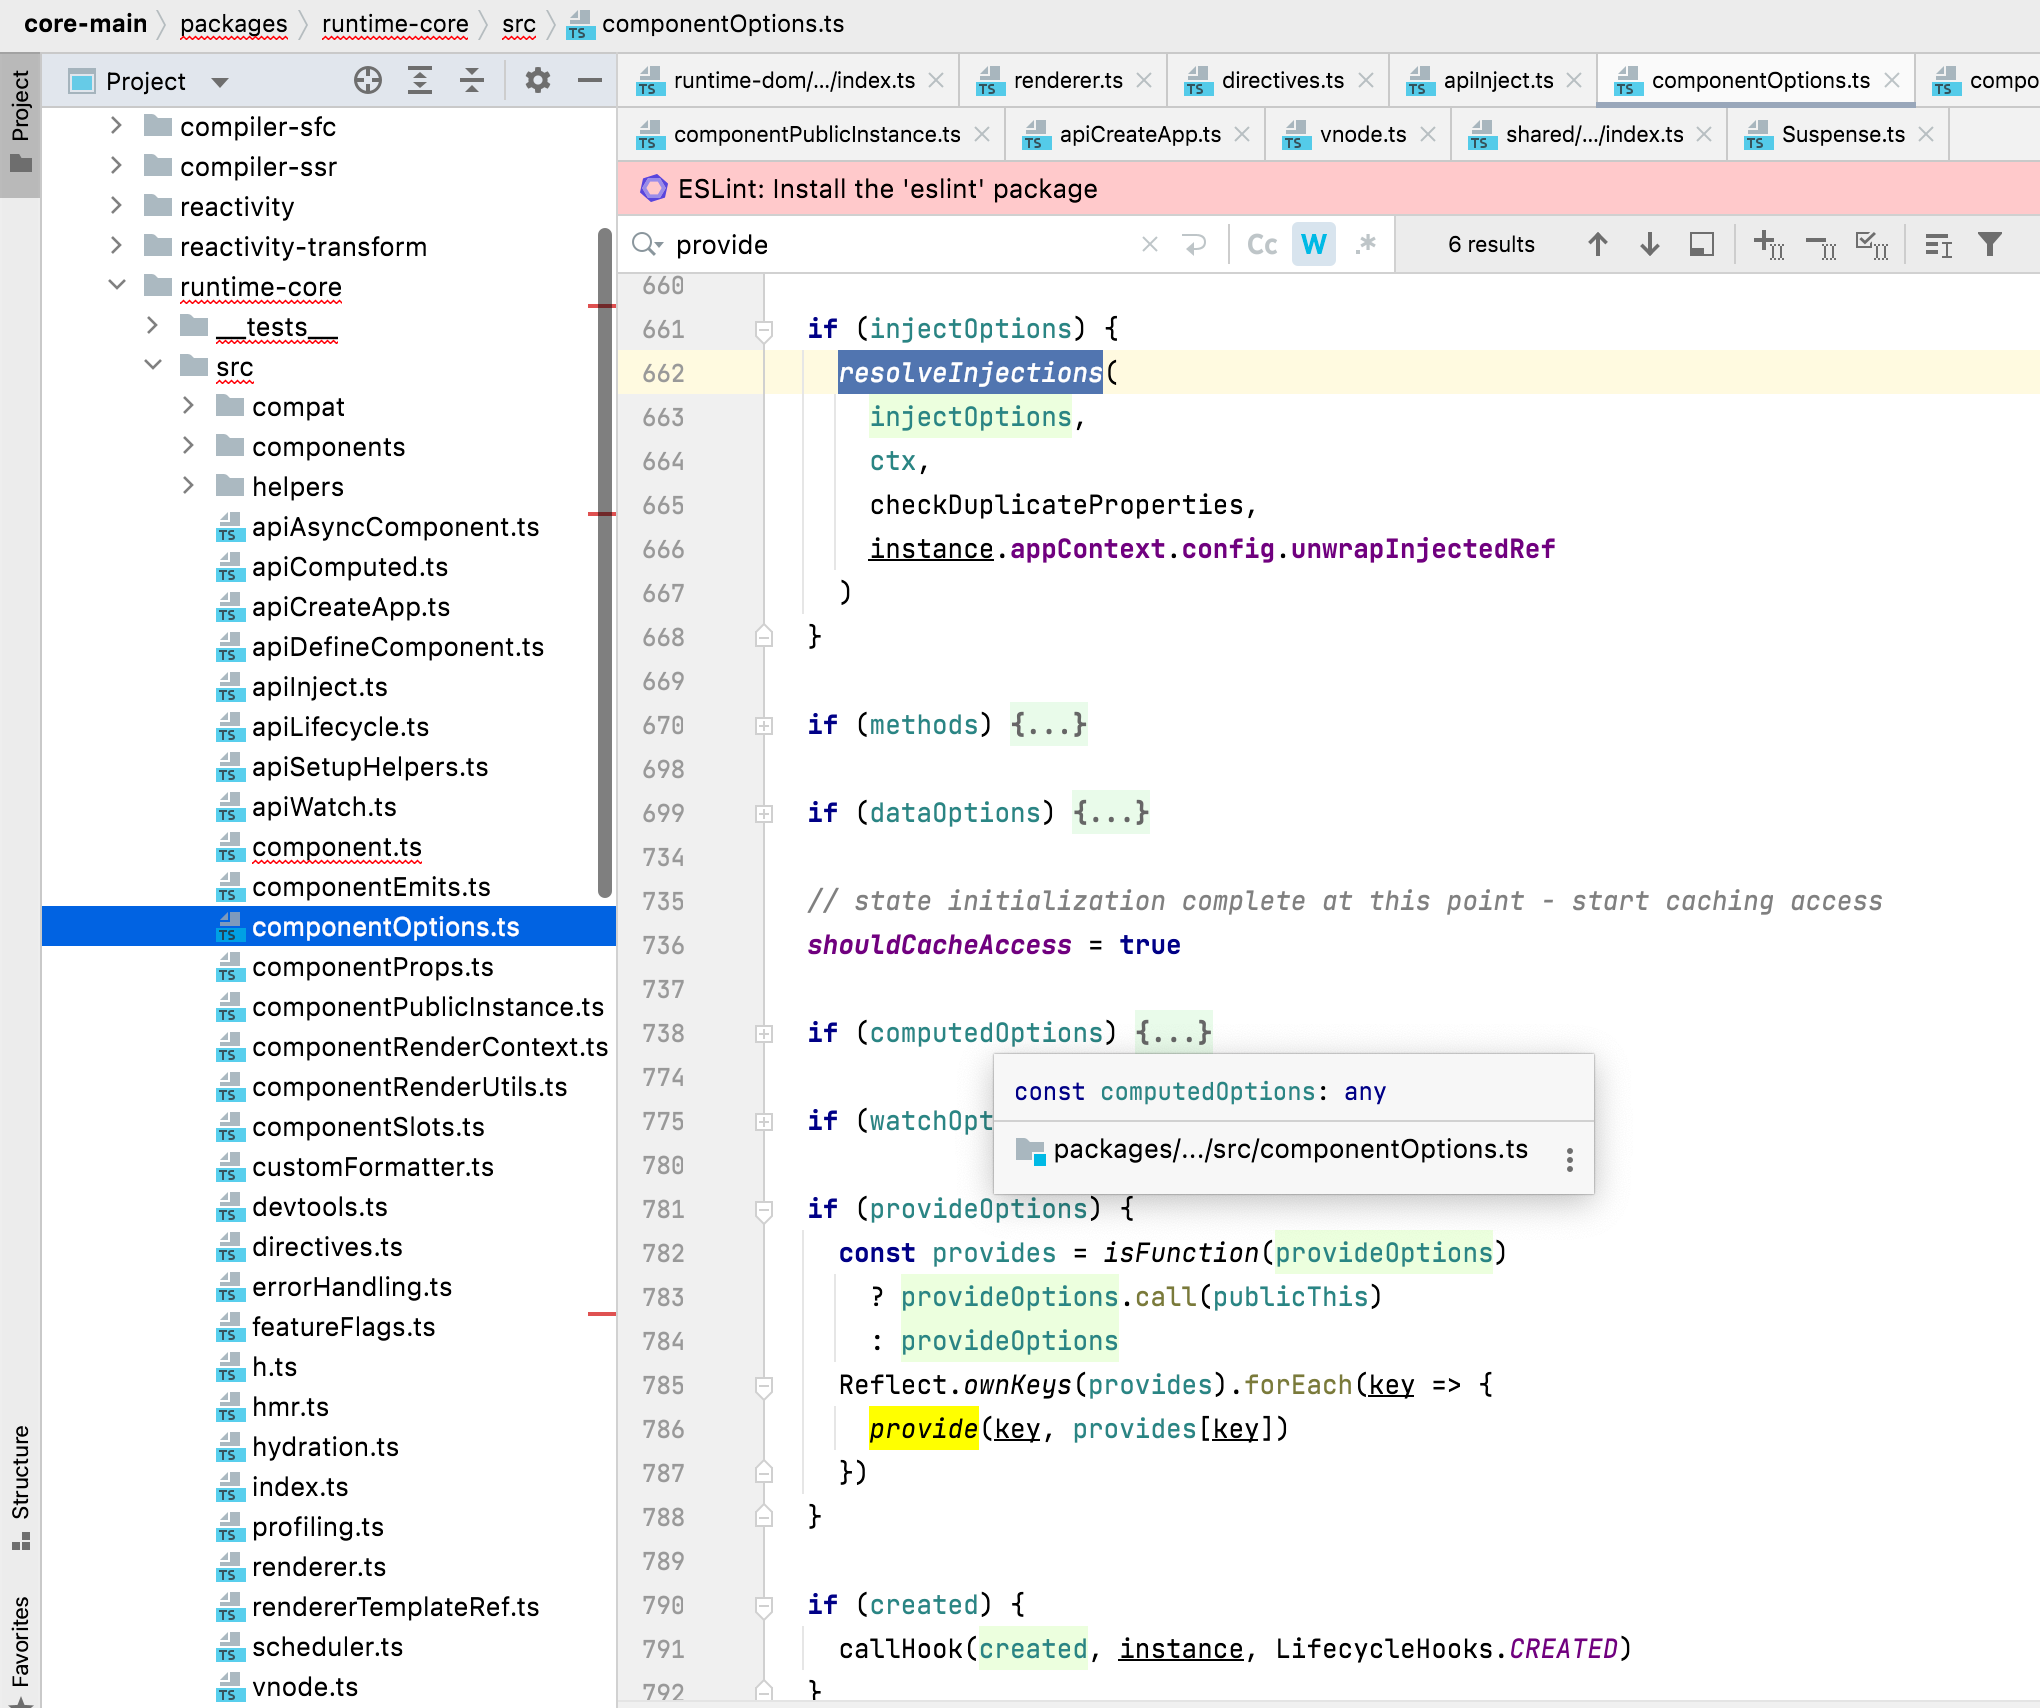 core-main packages runtime-core src componentOptions.ts
Project
Structure
Favorites
Project
compiler-sfc
compiler-ssr
reactivity
reactivity-transform
runtime-core
__tests__
src
compat
components
helpers
apiAsyncComponent.ts
apiComputed.ts
apiCreateApp.ts
apiDefineComponent.ts
apiInject.ts
apiLifecycle.ts
apiSetupHelpers.ts
apiWatch.ts
component.ts
componentEmits.ts
componentOptions.ts
componentProps.ts
componentPublicInstance.ts
componentRenderContext.ts
componentRenderUtils.ts
componentSlots.ts
customFormatter.ts
devtools.ts
directives.ts
errorHandling.ts
featureFlags.ts
h.ts
hmr.ts
hydration.ts
index.ts
profiling.ts
renderer.ts
rendererTemplateRef.ts
scheduler.ts
vnode.ts
runtime-dom/.../index.ts renderer.ts directives.ts apiInject.ts componentOptions.ts compo
componentPublicInstance.ts apiCreateApp.ts vnode.ts shared/.../index.ts Suspense.ts
ESLint: Install the 'eslint' package
provide Cc W .* 6 results
660
661 if (injectOptions) {
662 resolveInjections(
663 injectOptions,
664 ctx,
665 checkDuplicateProperties,
666 instance.appContext.config.unwrapInjectedRef
667 )
668 }
669
670 if (methods) {...}
698
699 if (dataOptions) {...}
734
735 // state initialization complete at this point - start caching access
736 shouldCacheAccess = true
737
738 if (computedOptions) {...}
774
const computedOptions: any
775 if (watchOpt
packages/.../src/componentOptions.ts
780
781 if (provideOptions) {
782 const provides = isFunction(provideOptions)
783 ? provideOptions.call(publicThis)
784 : provideOptions
785 Reflect.ownKeys(provides).forEach(key => {
786 provide(key, provides[key])
787 })
788 }
789
790 if (created) {
791 callHook(created, instance, LifecycleHooks.CREATED)
792 }